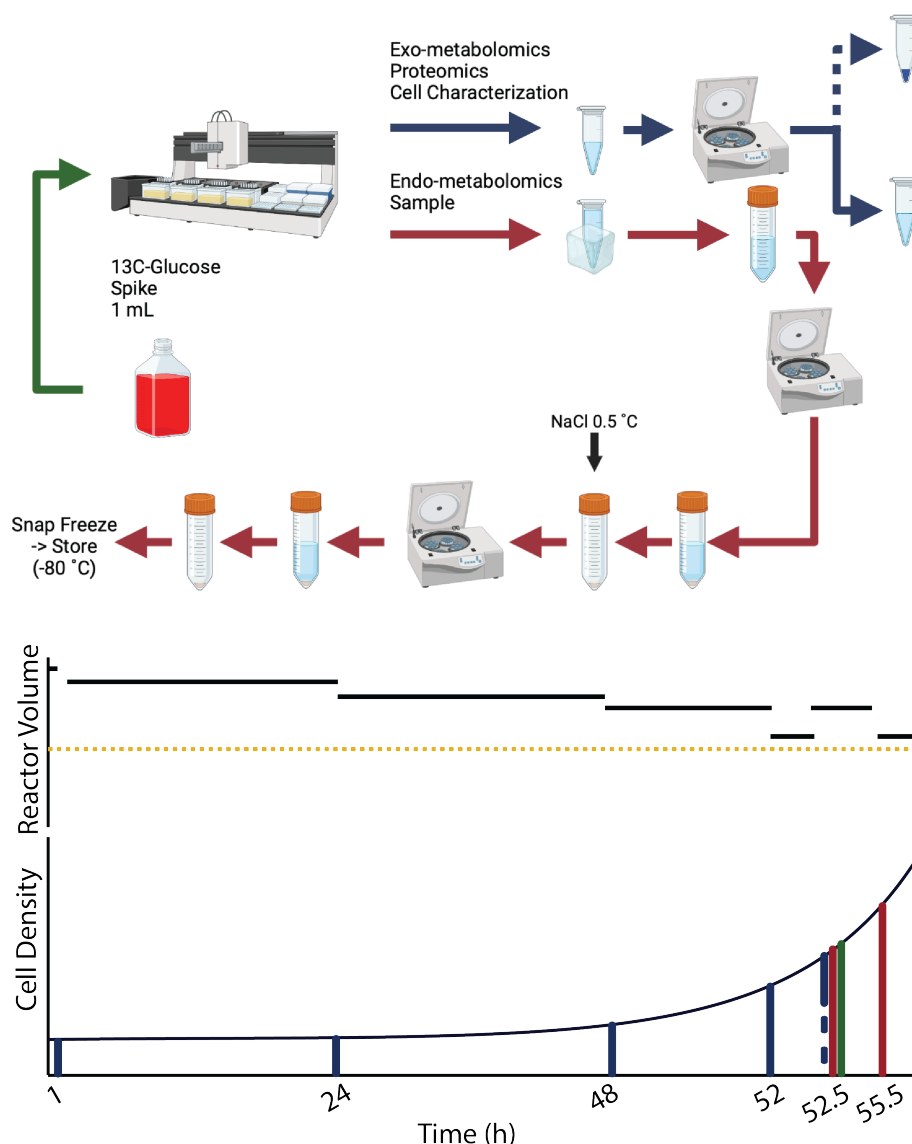 Exo-metabolomics
Proteomics
Cell Characterization
Endo-metabolomics
Sample
13C-Glucose
Spike
1 mL
NaCl 0.5 ˚C
Snap Freeze
-> Store
(-80 ˚C)
Reactor Volume
Cell Density
1
24
48
52
52.5
55.5
Time (h)